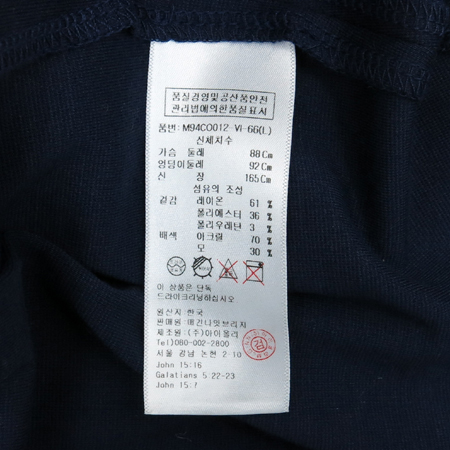 품질경영및공산품안전
관리법에의한품질표시
품번: M94CO012 VI-66(L)
신체치수
가슴 둘레 88Cm
엉덩이둘레 92Cm
신 장 165Cm
섬유의 조성
겉감 레이온 61 %
폴리에스터 36 %
폴리우레탄 3 %
배색 아크릴 70 %
모 30 %
이 상품은 단독
드라이크리닝하십시오
원산지:한국
판매원:매긴나잇브리지
제조원:(주)아이올리
TEL:080-002-2800
서울 강남 논현 2-10
John 15:16
Galatians 5:22-23
John 15:7
검